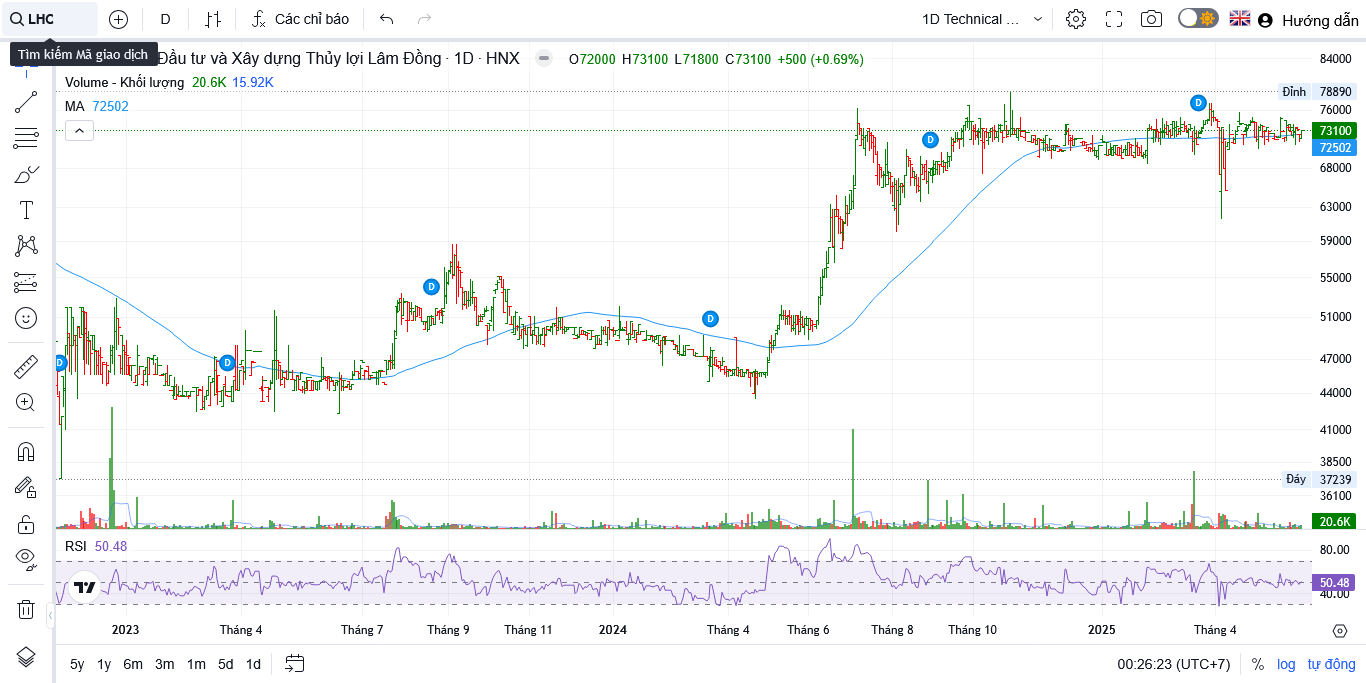 LHC
D
Các chỉ báo
1D Technical ...
Hướng dẫn
Tìm kiếm Mã giao dịch
Đầu tư và Xây dựng Thủy lợi Lâm Đồng · 1D · HNX
O72000 H73100 L71800 C73100 +500 (+0.69%)
Volume - Khối lượng 20.6K 15.92K
MA 72502
84000
Đỉnh 78890
76000
73100
72502
68000
63000
59000
55000
51000
47000
44000
41000
38500
Đáy 37239
36100
20.6K
D
D
D
D
D
D
RSI 50.48
80.00
50.48
40.00
2023 Tháng 4 Tháng 7 Tháng 9 Tháng 11 2024 Tháng 4 Tháng 6 Tháng 8 Tháng 10 2025 Tháng 4
5y 1y 6m 3m 1m 5d 1d
00:26:23 (UTC+7) % log tự động